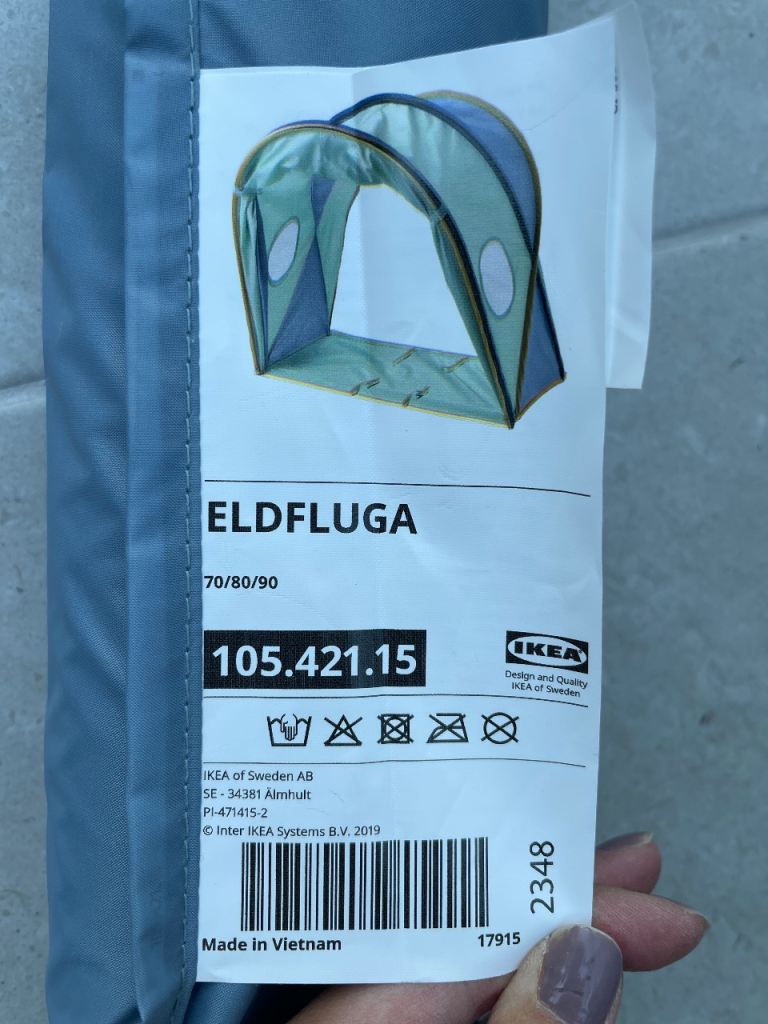 ELDFLUGA
70/80/90
105.421.15
IKEA
Design and Quality
IKEA of Sweden
IKEA of Sweden AB
SE - 34381 Älmhult
PI-471415-2
© Inter IKEA Systems B.V. 2019
2348
Made in Vietnam
17915